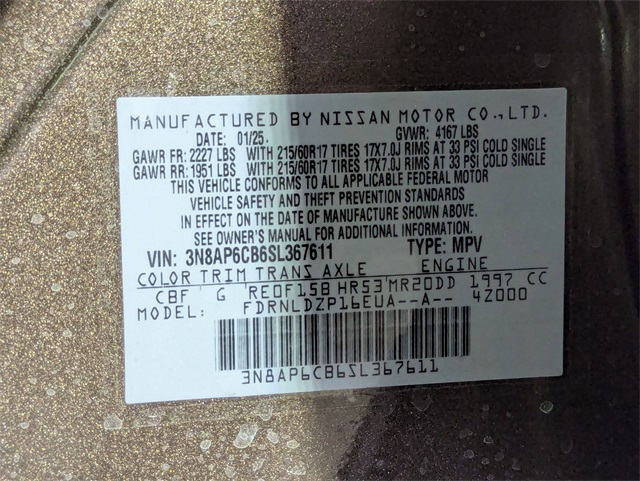 MANUFACTURED BY NISSAN MOTOR CO.,LTD.
DATE: 01/25. GVWR: 4167 LBS
GAWR FR: 2227 LBS WITH 215/60R17 TIRES 17X7.0J RIMS AT 33 PSI COLD SINGLE
GAWR RR: 1951 LBS WITH 215/60R17 TIRES 17X7.0J RIMS AT 33 PSI COLD SINGLE
THIS VEHICLE CONFORMS TO ALL APPLICABLE FEDERAL MOTOR
VEHICLE SAFETY AND THEFT PREVENTION STANDARDS
IN EFFECT ON THE DATE OF MANUFACTURE SHOWN ABOVE.
SEE OWNER'S MANUAL FOR ADDITIONAL INFORMATION.
VIN: 3N8AP6CB6SL367611 TYPE: MPV
COLOR TRIM TRANS AXLE ENGINE
CBF G RE0F15B HR53 MR20DD 1997 CC
MODEL: FDRNLDZP16EUA--A-- 4Z000
3N8AP6CB6SL367611